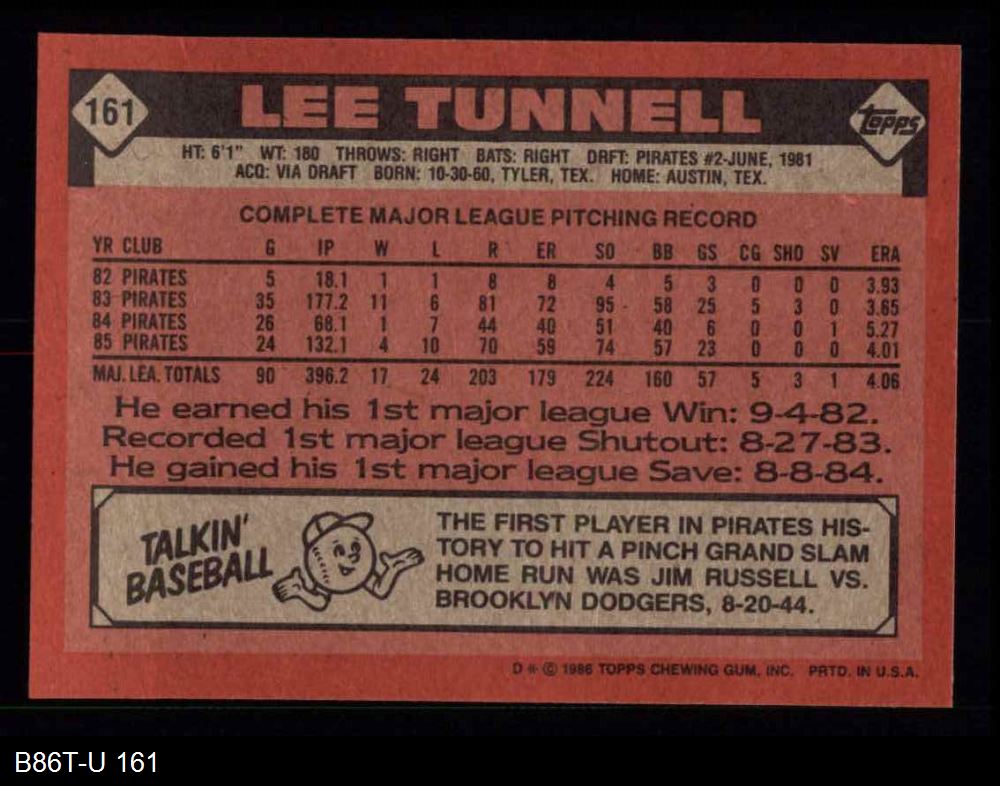 161 LEE TUNNELL topps
HT: 6'1" WT: 180 THROWS: RIGHT BATS: RIGHT DRFT: PIRATES #2-JUNE, 1981
ACQ: VIA DRAFT BORN: 10-30-60, TYLER, TEX. HOME: AUSTIN, TEX.
COMPLETE MAJOR LEAGUE PITCHING RECORD
YR CLUB G IP W L R ER SO BB GS CG SHO SV ERA
82 PIRATES 5 18.1 1 1 8 8 4 5 3 0 0 0 3.93
83 PIRATES 35 177.2 11 6 81 72 95 58 25 5 3 0 3.65
84 PIRATES 26 68.1 1 7 44 40 51 40 6 0 0 1 5.27
85 PIRATES 24 132.1 4 10 70 59 74 57 23 0 0 0 4.01
MAJ. LEA. TOTALS 90 396.2 17 24 203 179 224 160 57 5 3 1 4.06
He earned his 1st major league Win: 9-4-82.
Recorded 1st major league Shutout: 8-27-83.
He gained his 1st major league Save: 8-8-84.
TALKIN'
BASEBALL
THE FIRST PLAYER IN PIRATES HIS-
TORY TO HIT A PINCH GRAND SLAM
HOME RUN WAS JIM RUSSELL VS.
BROOKLYN DODGERS, 8-20-44.
D * © 1986 TOPPS CHEWING GUM, INC. PRTD. IN U.S.A.
B86T-U 161